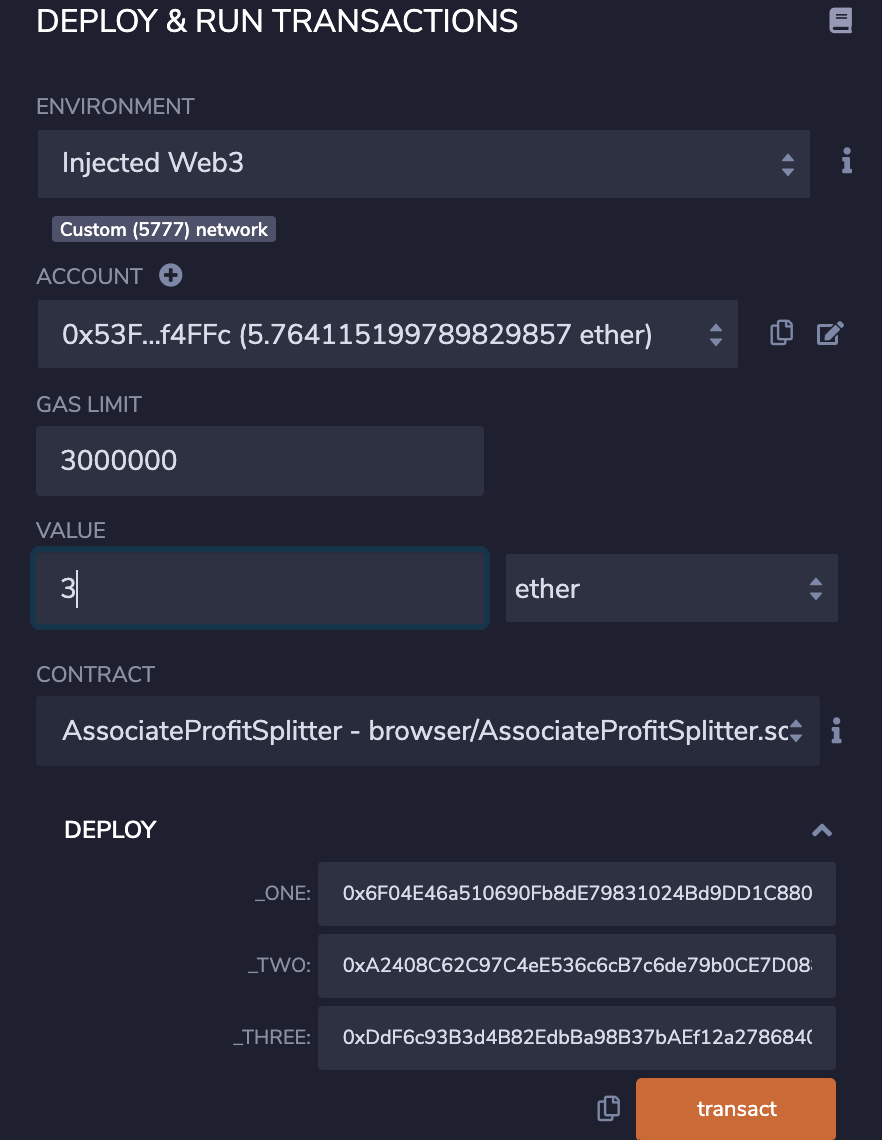 DEPLOY & RUN TRANSACTIONS
ENVIRONMENT
Injected Web3
Custom (5777) network
ACCOUNT
0x53F...f4FFc (5.764115199789829857 ether)
GAS LIMIT
3000000
VALUE
3 ether
CONTRACT
AssociateProfitSplitter - browser/AssociateProfitSplitter.sc
DEPLOY
_ONE: 0x6F04E46a510690Fb8dE79831024Bd9DD1C880
_TWO: 0xA2408C62C97C4eE536c6cB7c6de79b0CE7D08
_THREE: 0xDdF6c93B3d4B82EdbBa98B37bAEf12a278684
transact